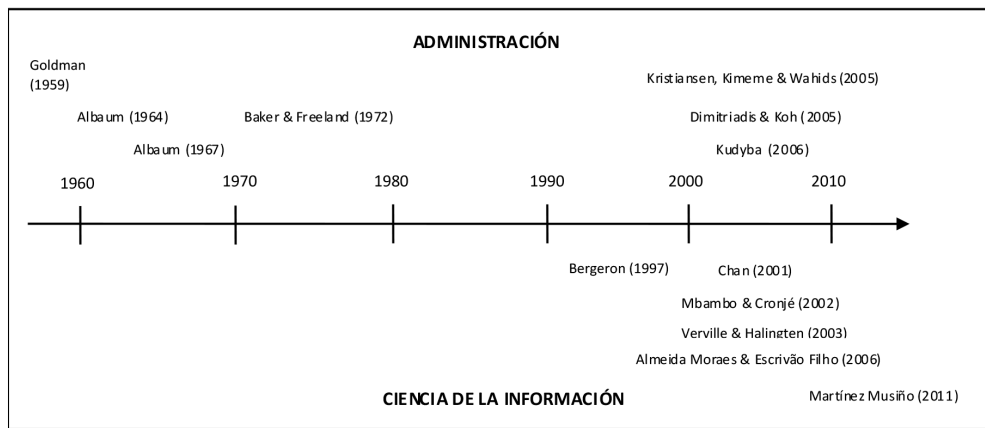 ADMINISTRACIÓN
Goldman
(1959)
Kristiansen, Kimeme & Wahids (2005)
Albaum (1964)
Baker & Freeland (1972)
Dimitriadis & Koh (2005)
Albaum (1967)
Kudyba (2006)
1960
1970
1980
1990
2000
2010
Bergeron (1997)
Chan (2001)
Mbambo & Cronjé (2002)
Verville & Halingten (2003)
Almeida Moraes & Escrivão Filho (2006)
CIENCIA DE LA INFORMACIÓN
Martínez Musiño (2011)